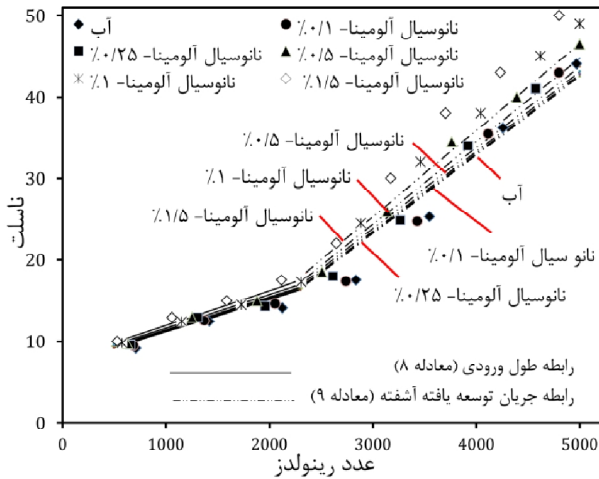 آب
نانوسیال آلومینا- ۰/۱٪
نانوسیال آلومینا- ۰/۲۵٪
نانوسیال آلومینا- ۰/۵٪
نانوسیال آلومینا- ۱٪
نانوسیال آلومینا- ۱/۵٪
50
40
30
20
10
0
ناسلت
نانوسیال آلومینا- ۰/۵٪
نانوسیال آلومینا- ۱٪
نانوسیال آلومینا- ۱/۵٪
آب
نانو سیال آلومینا- ۰/۱٪
نانوسیال آلومینا- ۰/۲۵٪
رابطه طول ورودی (معادله ۸)
رابطه جریان توسعه یافته آشفته (معادله ۹)
0 1000 2000 3000 4000 5000
عدد رینولدز